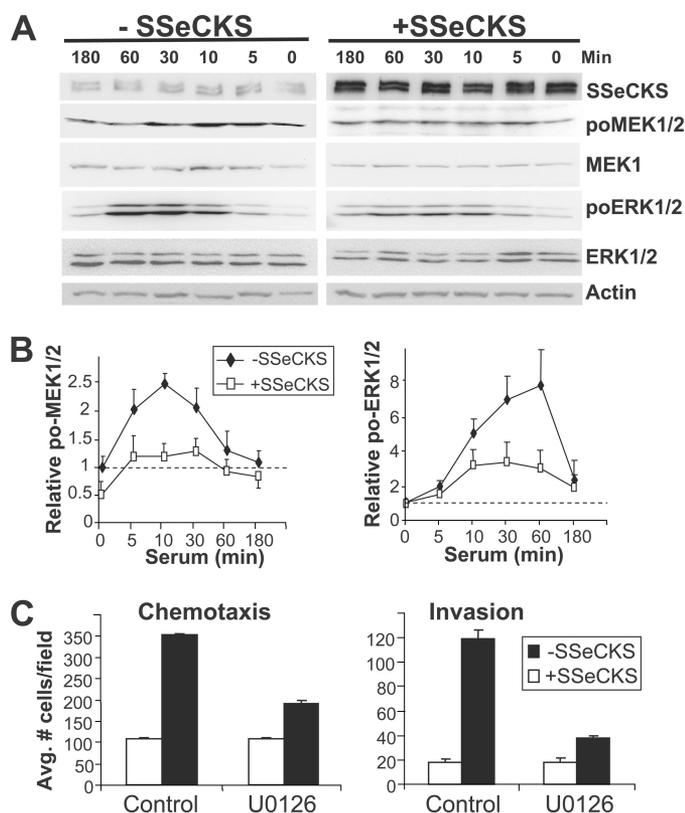 A
- SSeCKS +SSeCKS
180 60 30 10 5 0 180 60 30 10 5 0 Min
SSeCKS
poMEK1/2
MEK1
poERK1/2
ERK1/2
Actin
B
Relative po-MEK1/2
2.5
2
1.5
1
0.5
0
0 5 10 30 60 180
Serum (min)
-SSeCKS
+SSeCKS
Relative po-ERK1/2
8
6
4
2
0
0 5 10 30 60 180
Serum (min)
C
Chemotaxis
Avg. # cells/field
350
300
250
200
150
100
50
0
Control U0126
Invasion
120
100
80
60
40
20
0
Control U0126
-SSeCKS
+SSeCKS